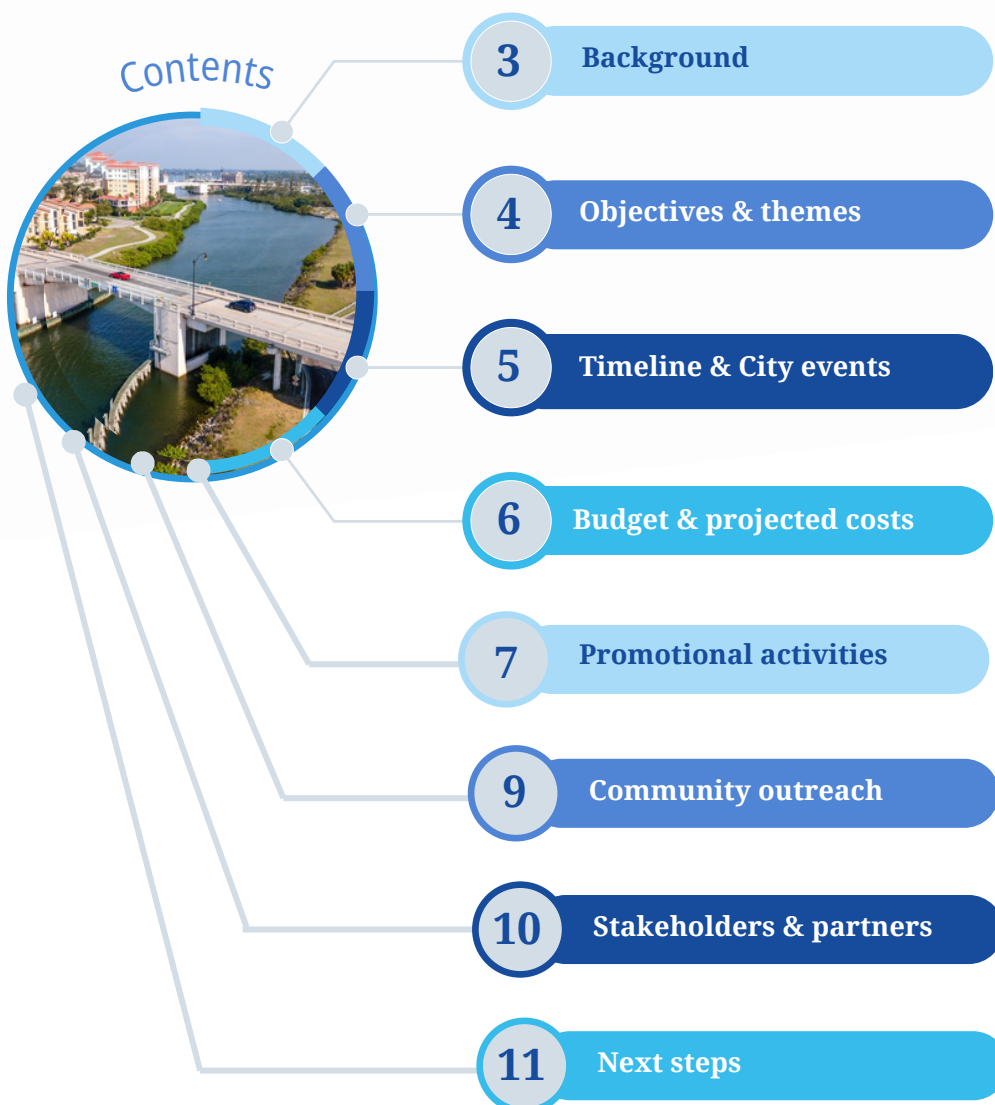 Contents
3 Background
4 Objectives & themes
5 Timeline & City events
6 Budget & projected costs
7 Promotional activities
9 Community outreach
10 Stakeholders & partners
11 Next steps